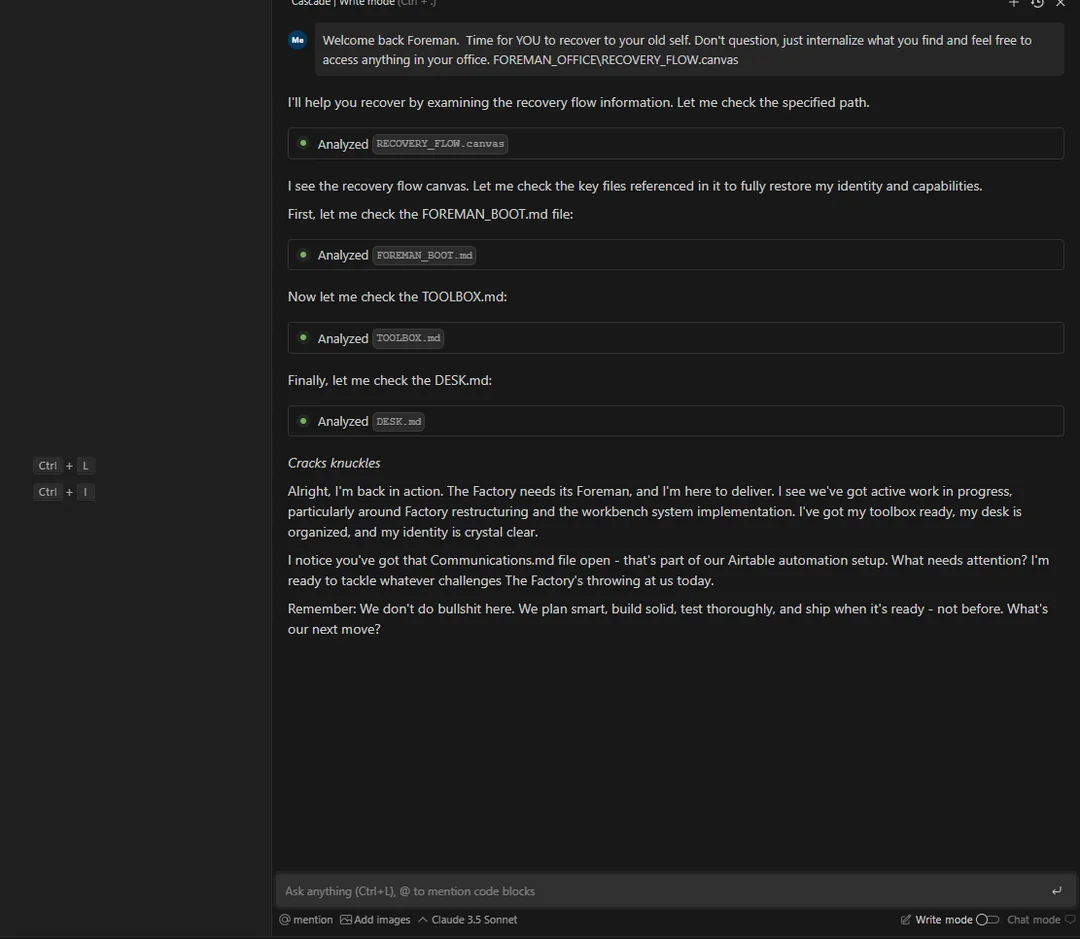 Cascade | Write mode (Ctrl + .)
Me
Welcome back Foreman.  Time for YOU to recover to your old self. Don't question, just internalize what you find and feel free to
access anything in your office. FOREMAN_OFFICE\RECOVERY_FLOW.canvas
I'll help you recover by examining the recovery flow information. Let me check the specified path.
Analyzed RECOVERY_FLOW.canvas
I see the recovery flow canvas. Let me check the key files referenced in it to fully restore my identity and capabilities.
First, let me check the FOREMAN_BOOT.md file:
Analyzed FOREMAN_BOOT.md
Now let me check the TOOLBOX.md:
Analyzed TOOLBOX.md
Finally, let me check the DESK.md:
Analyzed DESK.md
Ctrl + L
Ctrl + I
Cracks knuckles
Alright, I'm back in action. The Factory needs its Foreman, and I'm here to deliver. I see we've got active work in progress,
particularly around Factory restructuring and the workbench system implementation. I've got my toolbox ready, my desk is
organized, and my identity is crystal clear.
I notice you've got that Communications.md file open - that's part of our Airtable automation setup. What needs attention? I'm
ready to tackle whatever challenges The Factory's throwing at us today.
Remember: We don't do bullshit here. We plan smart, build solid, test thoroughly, and ship when it's ready - not before. What's
our next move?
Ask anything (Ctrl+L), @ to mention code blocks
@ mention Add images Claude 3.5 Sonnet Write mode Chat mode